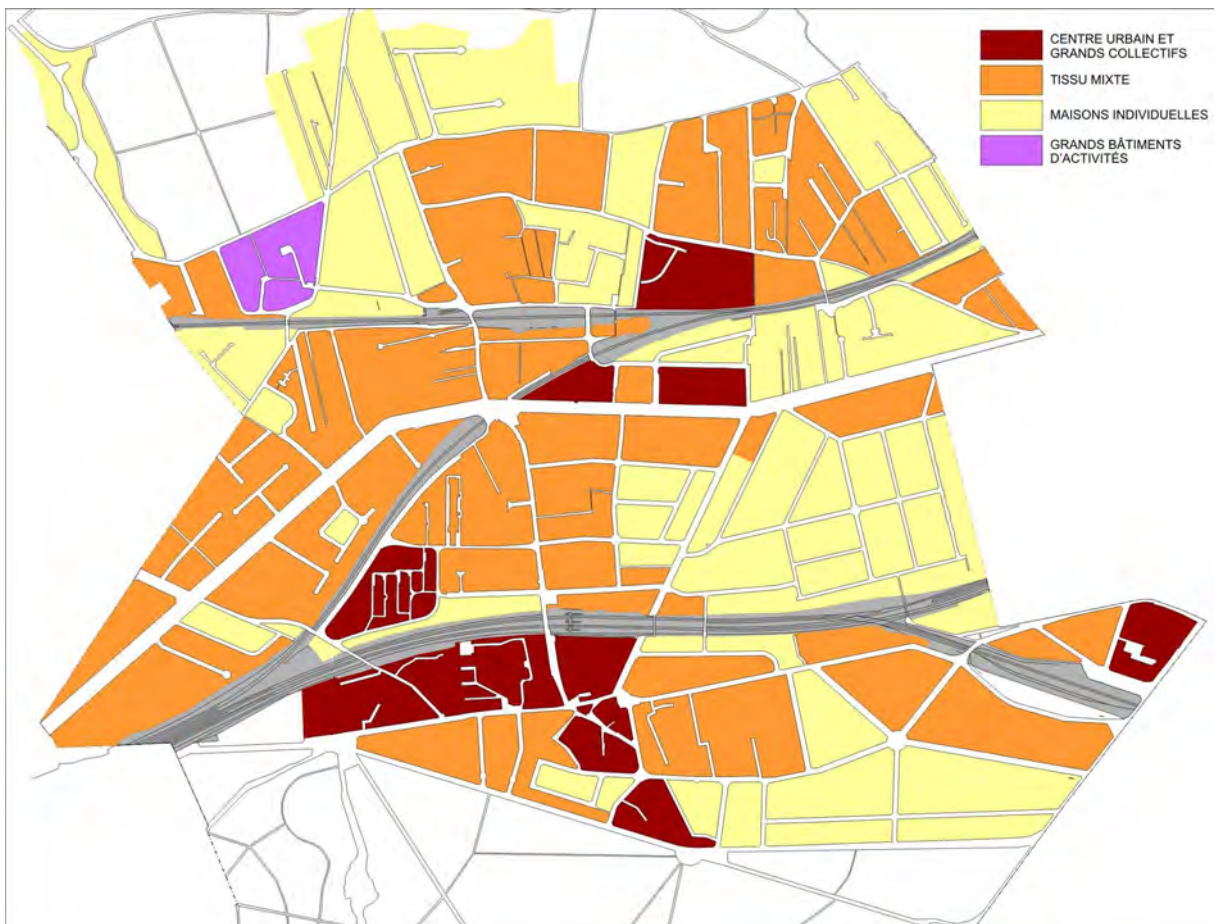 CENTRE URBAIN ET
GRANDS COLLECTIFS
TISSU MIXTE
MAISONS INDIVIDUELLES
GRANDS BÂTIMENTS
D'ACTIVITÉS